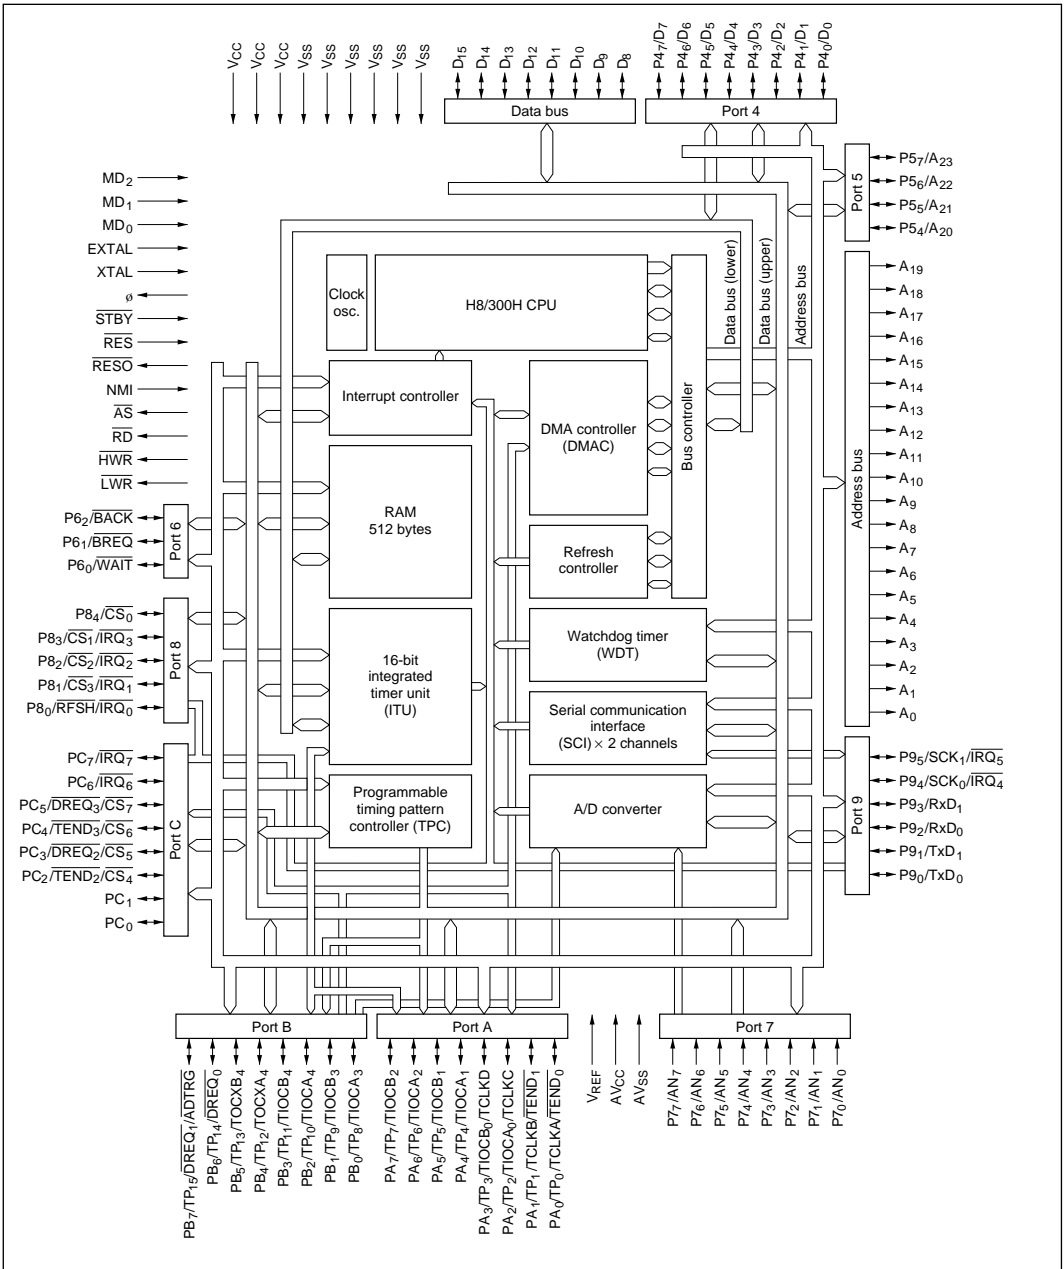 VCC VCC VCC VSS VSS VSS VSS VSS VSS
D15 D14 D13 D12 D11 D10 D9 D8
P47/D7 P46/D6 P45/D5 P44/D4 P43/D3 P42/D2 P41/D1 P40/D0
Data bus
Port 4
MD2
MD1
MD0
EXTAL
XTAL
ø
STBY
RES
RESO
NMI
AS
RD
HWR
LWR
P62/BACK
P61/BREQ
P60/WAIT
Port 6
P84/CS0
P83/CS1/IRQ3
P82/CS2/IRQ2
P81/CS3/IRQ1
P80/RFSH/IRQ0
Port 8
PC7/IRQ7
PC6/IRQ6
PC5/DREQ3/CS7
PC4/TEND3/CS6
PC3/DREQ2/CS5
PC2/TEND2/CS4
PC1
PC0
Port C
Clock
osc.
H8/300H CPU
Interrupt controller
RAM
512 bytes
16-bit
integrated
timer unit
(ITU)
Programmable
timing pattern
controller (TPC)
DMA controller
(DMAC)
Refresh
controller
Watchdog timer
(WDT)
Serial communication
interface
(SCI) × 2 channels
A/D converter
Bus controller
Data bus (lower)
Data bus (upper)
Address bus
Port 5
P57/A23
P56/A22
P55/A21
P54/A20
Address bus
A19
A18
A17
A16
A15
A14
A13
A12
A11
A10
A9
A8
A7
A6
A5
A4
A3
A2
A1
A0
Port 9
P95/SCK1/IRQ5
P94/SCK0/IRQ4
P93/RxD1
P92/RxD0
P91/TxD1
P90/TxD0
Port B
Port A
Port 7
PB7/TP15/DREQ1/ADTRG
PB6/TP14/DREQ0
PB5/TP13/TOCXB4
PB4/TP12/TOCXA4
PB3/TP11/TIOCB4
PB2/TP10/TIOCA4
PB1/TP9/TIOCB3
PB0/TP8/TIOCA3
PA7/TP7/TIOCB2
PA6/TP6/TIOCA2
PA5/TP5/TIOCB1
PA4/TP4/TIOCA1
PA3/TP3/TIOCB0/TCLKD
PA2/TP2/TIOCA0/TCLKC
PA1/TP1/TCLKB/TEND1
PA0/TP0/TCLKA/TEND0
VREF
AVCC
AVSS
P77/AN7
P76/AN6
P75/AN5
P74/AN4
P73/AN3
P72/AN2
P71/AN1
P70/AN0